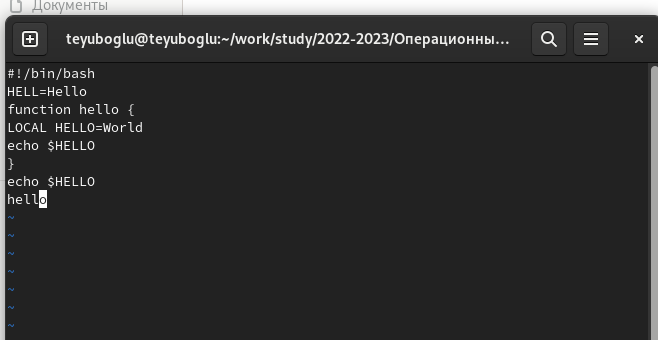 Документы
teyuboglu@teyuboglu:~/work/study/2022-2023/Операционны...
#!/bin/bash
HELL=Hello
function hello {
LOCAL HELLO=World
echo $HELLO
}
echo $HELLO
hello
~
~
~
~
~
~
~